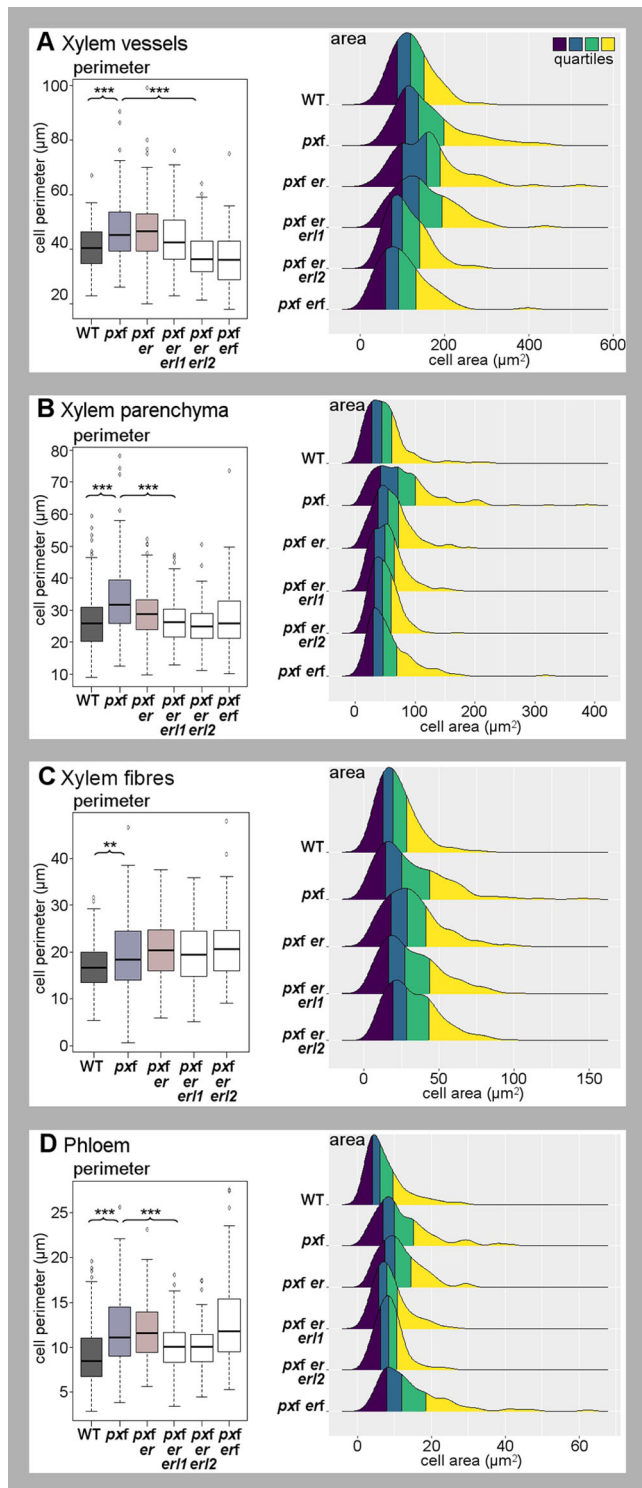 A Xylem vessels
perimeter
cell perimeter (µm)
100
80
60
40
20
*** ***
WT pxf pxf pxf pxf pxf
er er er erf
erl1 erl2
area
quartiles
WT
pxf
pxf er
pxf er
erl1
pxf er
erl2
pxf erf
0 200 400 600
cell area (µm²)
B Xylem parenchyma
perimeter
cell perimeter (µm)
80
70
60
50
40
30
20
10
*** ***
WT pxf pxf pxf pxf pxf
er er er erf
erl1 erl2
area
WT
pxf
pxf er
pxf er
erl1
pxf er
erl2
pxf erf
0 100 200 300 400
cell area (µm²)
C Xylem fibres
perimeter
cell perimeter (µm)
40
30
20
10
0
**
WT pxf pxf pxf pxf
er er er
erl1 erl2
area
WT
pxf
pxf er
pxf er
erl1
pxf er
erl2
0 50 100 150
cell area (µm²)
D Phloem
perimeter
cell perimeter (µm)
25
20
15
10
5
*** ***
WT pxf pxf pxf pxf pxf
er er er erf
erl1 erl2
area
WT
pxf
pxf er
pxf er
erl1
pxf er
erl2
pxf erf
0 20 40 60
cell area (µm²)